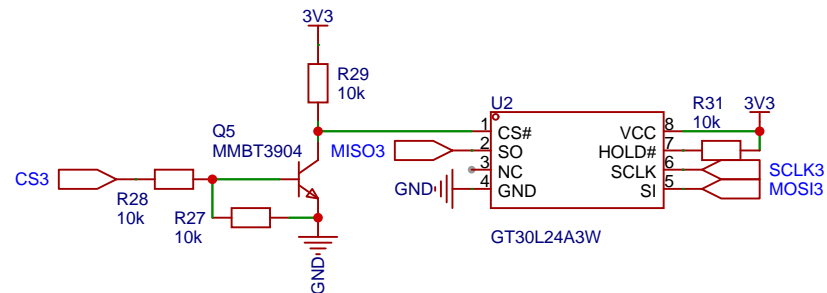 3V3
R29
10k
Q5
MMBT3904
CS3
R28
10k
R27
10k
GND
MISO3
GND
U2
1
CS#
VCC
8
2
SO
HOLD#
7
3
NC
SCLK
6
4
GND
SI
5
GT30L24A3W
R31
10k
3V3
SCLK3
MOSI3